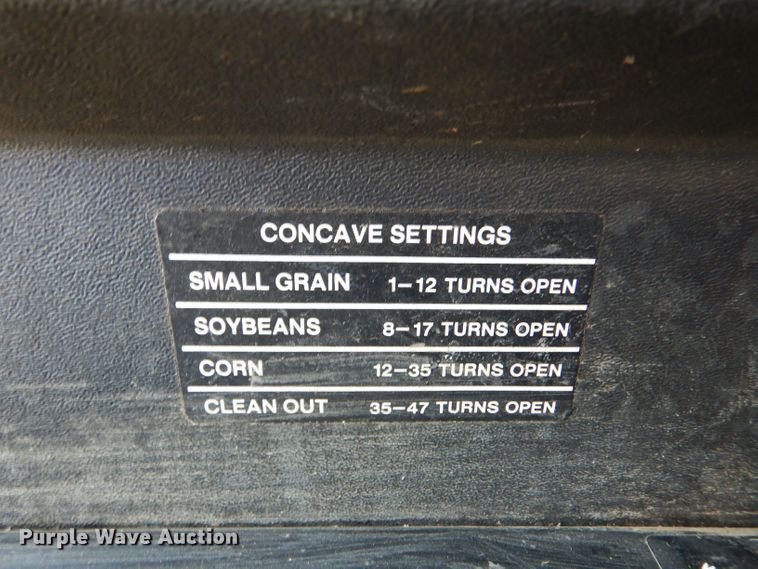 CONCAVE SETTINGS
SMALL GRAIN 1-12 TURNS OPEN
SOYBEANS 8-17 TURNS OPEN
CORN 12-35 TURNS OPEN
CLEAN OUT 35-47 TURNS OPEN
Purple Wave Auction